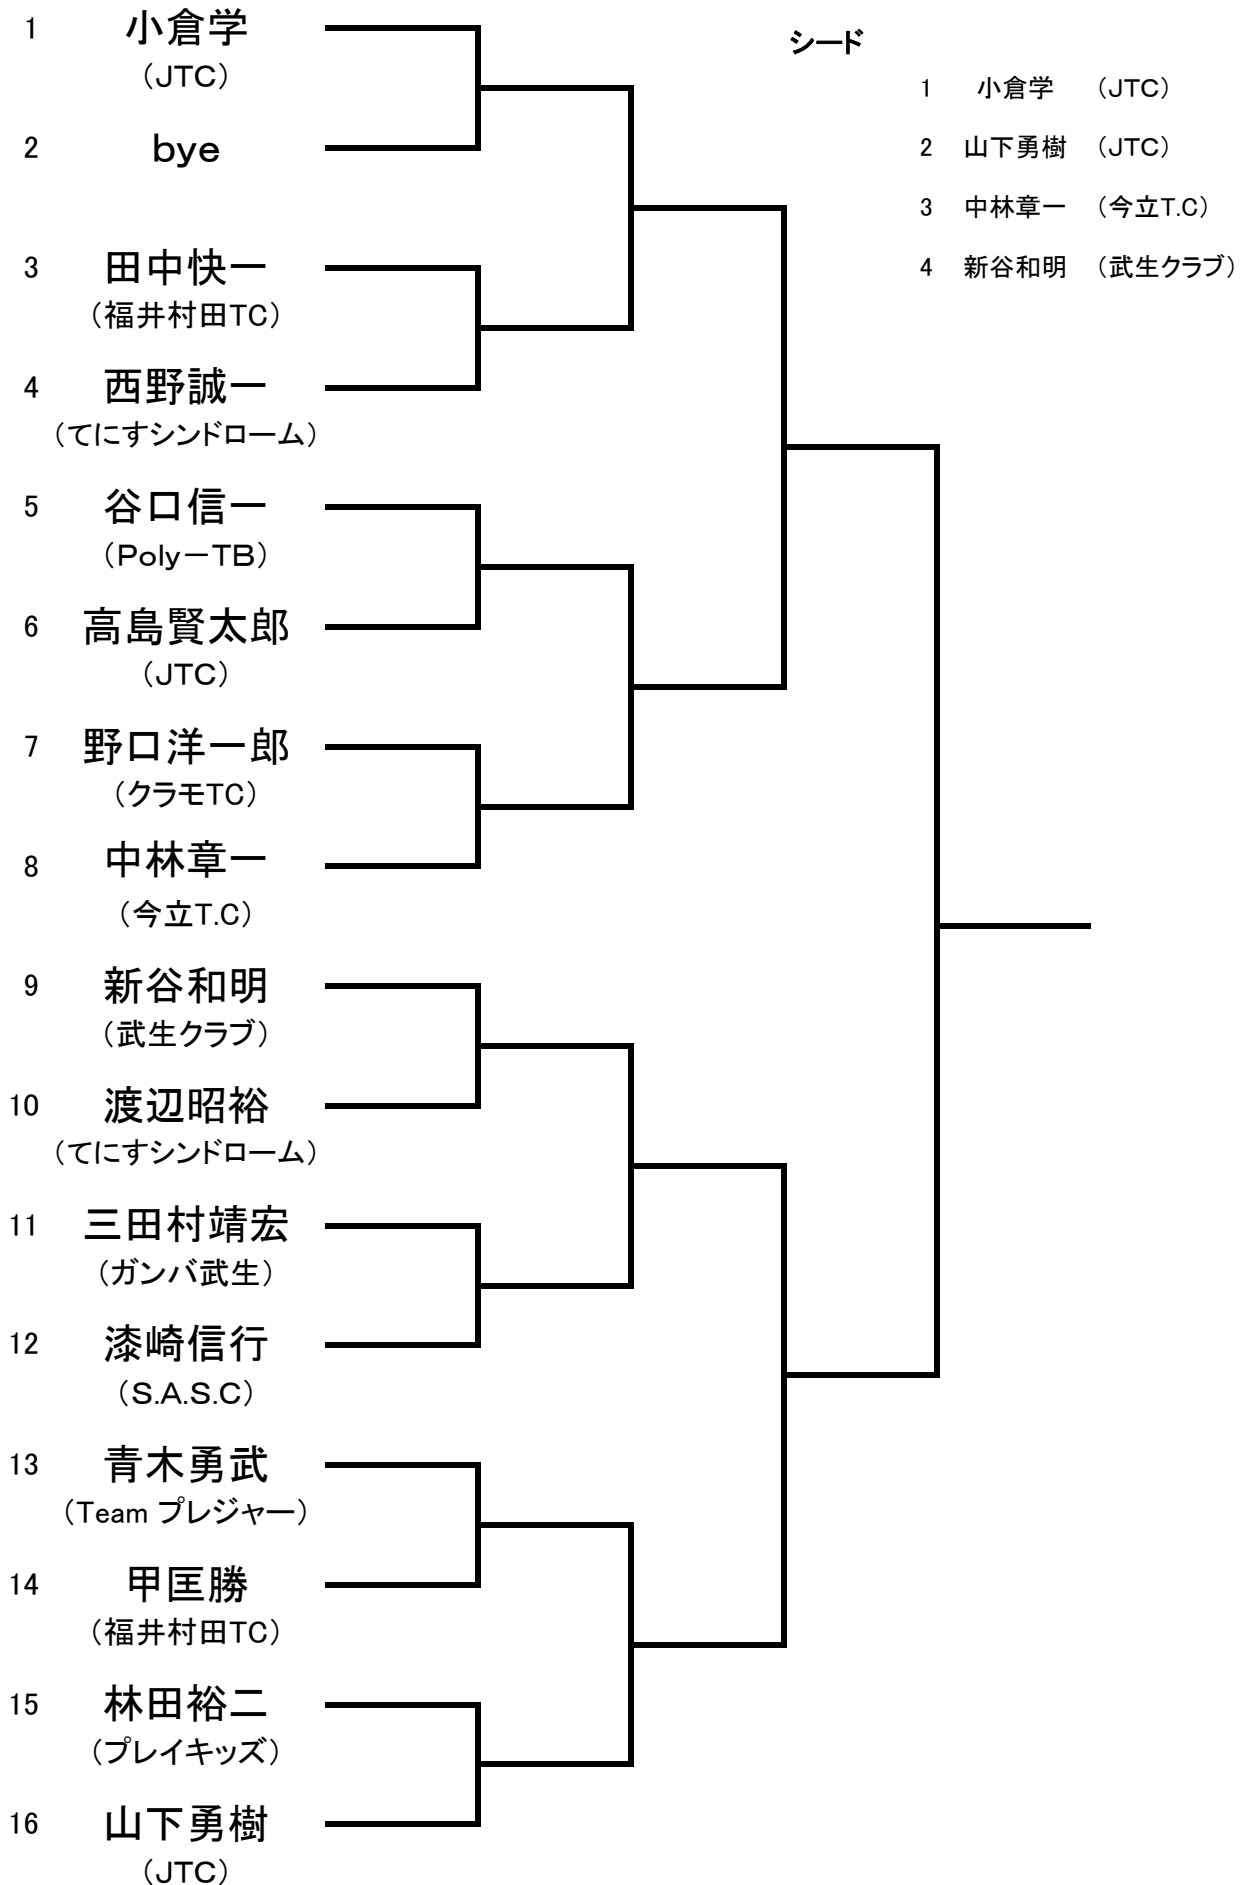 1 小倉学
（JTC）
2 bye
3 田中快一
（福井村田TC）
4 西野誠一
（てにすシンドローム）
5 谷口信一
（Poly－TB）
6 高島賢太郎
（JTC）
7 野口洋一郎
（クラモTC）
8 中林章一
（今立T.C）
9 新谷和明
（武生クラブ）
10 渡辺昭裕
（てにすシンドローム）
11 三田村靖宏
（ガンバ武生）
12 漆崎信行
（S.A.S.C）
13 青木勇武
（Team プレジャー）
14 甲匡勝
（福井村田TC）
15 林田裕二
（プレイキッズ）
16 山下勇樹
（JTC）
シード
1 小倉学 （JTC）
2 山下勇樹 （JTC）
3 中林章一 （今立T.C）
4 新谷和明 （武生クラブ）